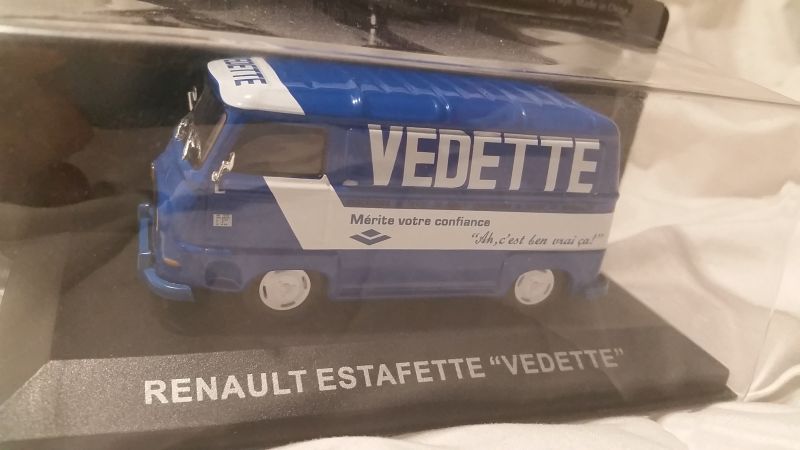 VEDETTE
VEDETTE
Mérite votre confiance
"Ah, c'est ben vrai ça!"
RENAULT ESTAFETTE "VEDETTE"